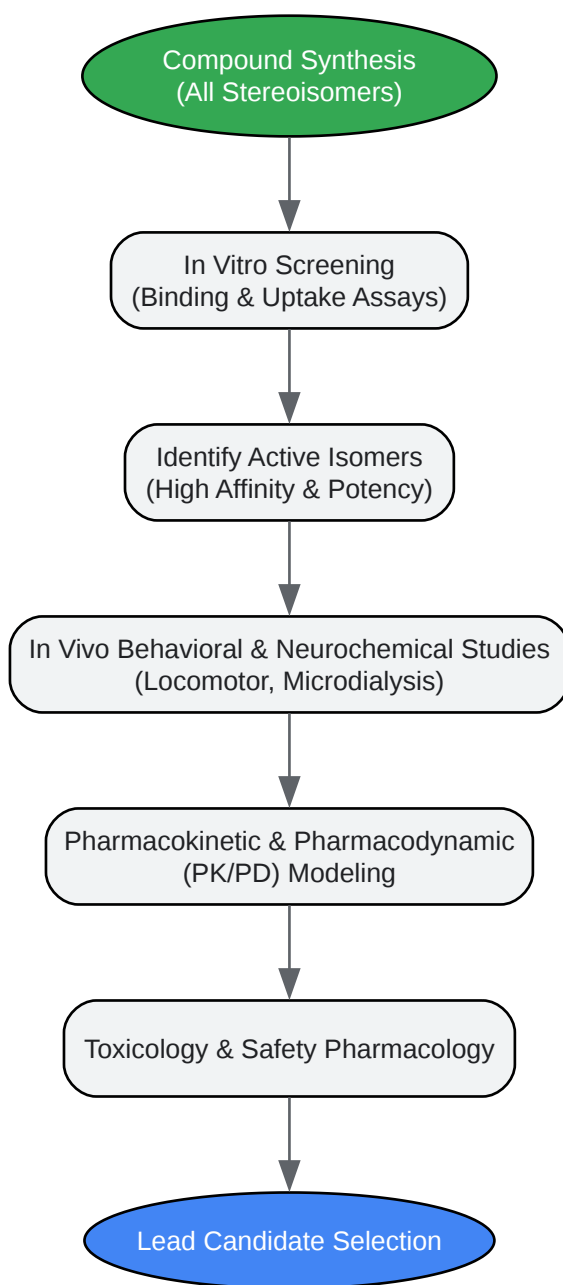 Compound Synthesis
(All Stereoisomers)
In Vitro Screening
(Binding & Uptake Assays)
Identify Active Isomers
(High Affinity & Potency)
In Vivo Behavioral & Neurochemical Studies
(Locomotor, Microdialysis)
Pharmacokinetic & Pharmacodynamic
(PK/PD) Modeling
Toxicology & Safety Pharmacology
Lead Candidate Selection